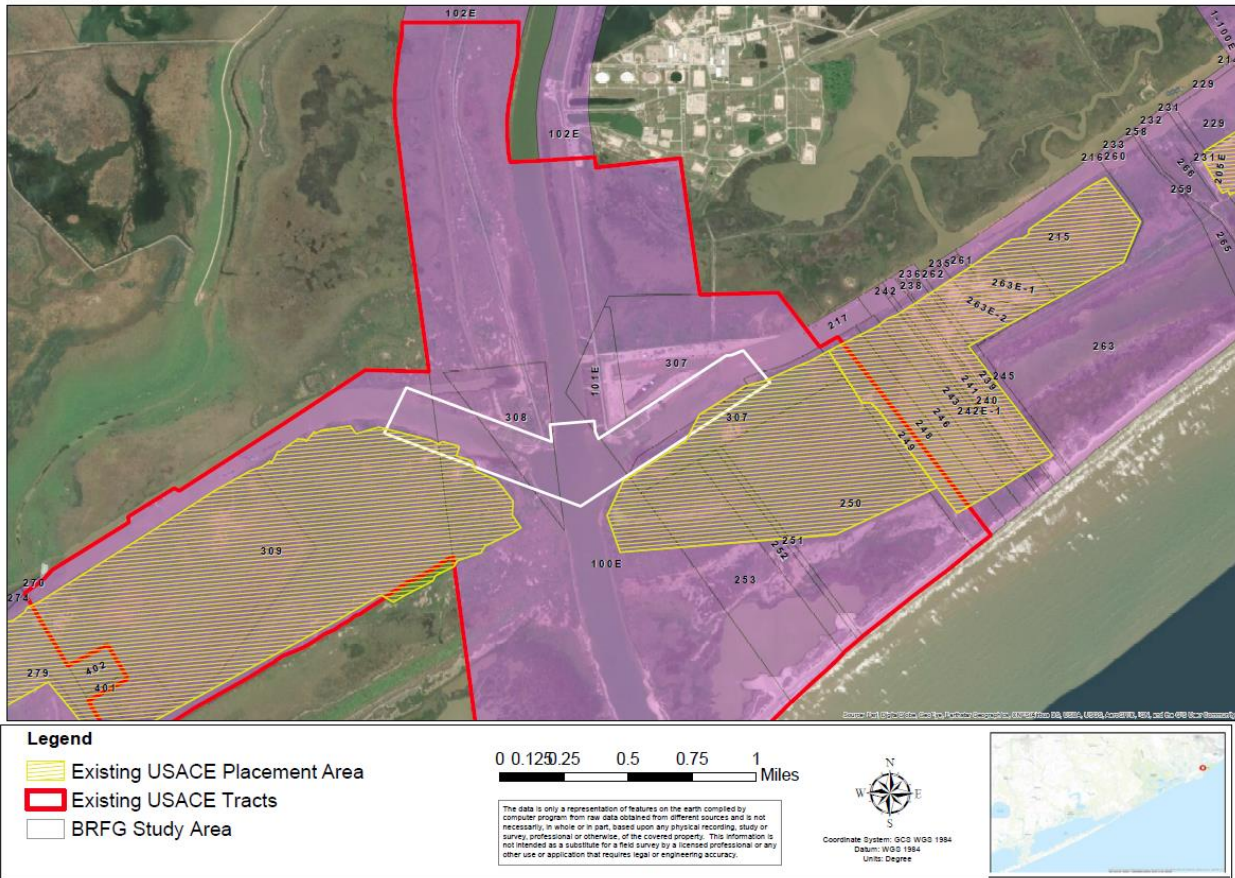 102E
102E
1-100E
214
229
231
232
258
229
233
216 260
231
205E
266
259
265
215
261
235
236 262
238
242
263E-1
263E-2
217
263
307
101E
308
307
239
245
241
240
243
242E-1
246
248
249
250
251
252
100E
253
309
270
274
402
279
401
Legend
Existing USACE Placement Area
Existing USACE Tracts
BRFG Study Area
0 0.125 0.25 0.5 0.75 1
Miles
The data is only a representation of features on the earth compiled by
computer program from raw data obtained from different sources and is not
necessarily, in whole or in part, based upon any physical recording, study or
survey, professional or otherwise, of the covered property. This information is
not intended as a substitute for a field survey by a licensed professional or any
other use or application that requires legal or engineering accuracy.
N
W E
S
Coordinate System: GCS WGS 1984
Datum: WGS 1984
Units: Degree